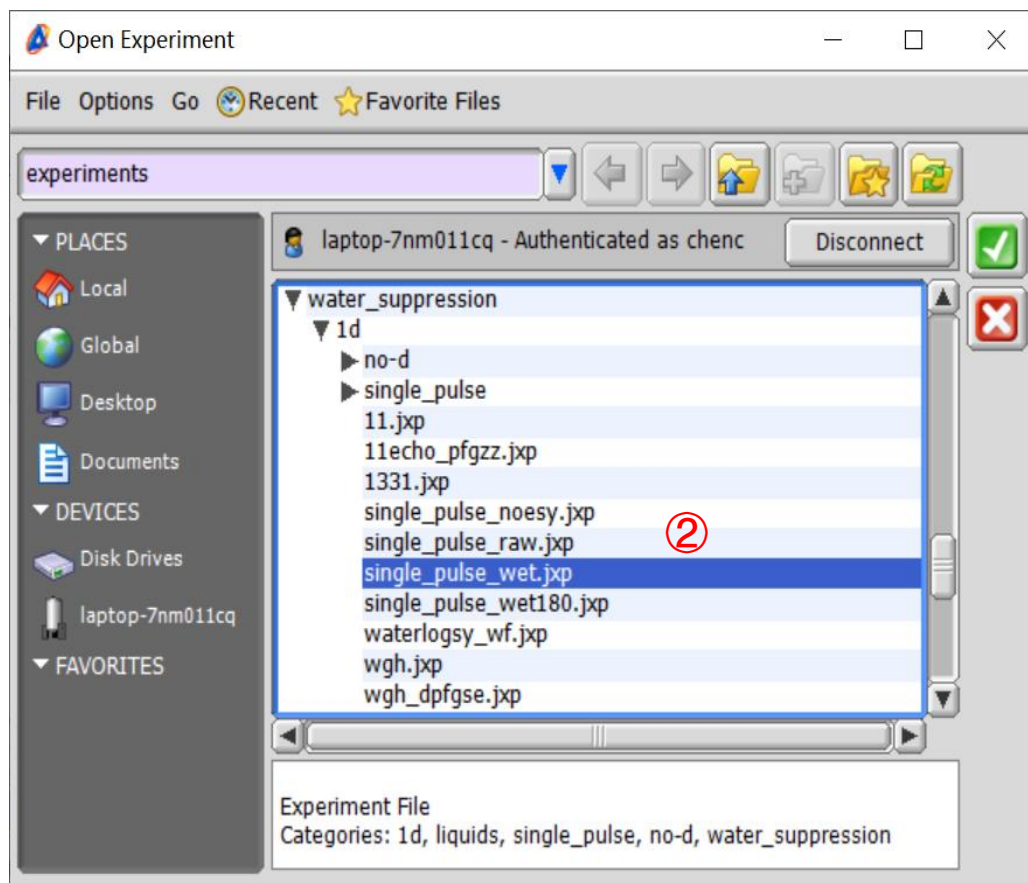 Open Experiment
File Options Go Recent Favorite Files
experiments
PLACES
Local
Global
Desktop
Documents
DEVICES
Disk Drives
laptop-7nm011cq
FAVORITES
laptop-7nm011cq - Authenticated as chenc
Disconnect
water_suppression
1d
no-d
single_pulse
11.jxp
11echo_pfgzz.jxp
1331.jxp
single_pulse_noesy.jxp
single_pulse_raw.jxp
②
single_pulse_wet.jxp
single_pulse_wet180.jxp
waterlogsy_wf.jxp
wgh.jxp
wgh_dpfgse.jxp
Experiment File
Categories: 1d, liquids, single_pulse, no-d, water_suppression